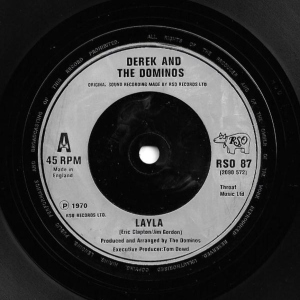 DEREK AND
THE DOMINOS
ORIGINAL SOUND RECORDING MADE BY RSO RECORDS LTD
A
45 RPM
Made in
England
RSO
RSO 87
(2090 572)
℗ 1970
RSO RECORDS LTD.
Throat
Music Ltd
LAYLA
(Eric Clapton/Jim Gordon)
Produced and Arranged by The Dominos
Executive Producer:Tom Dowd